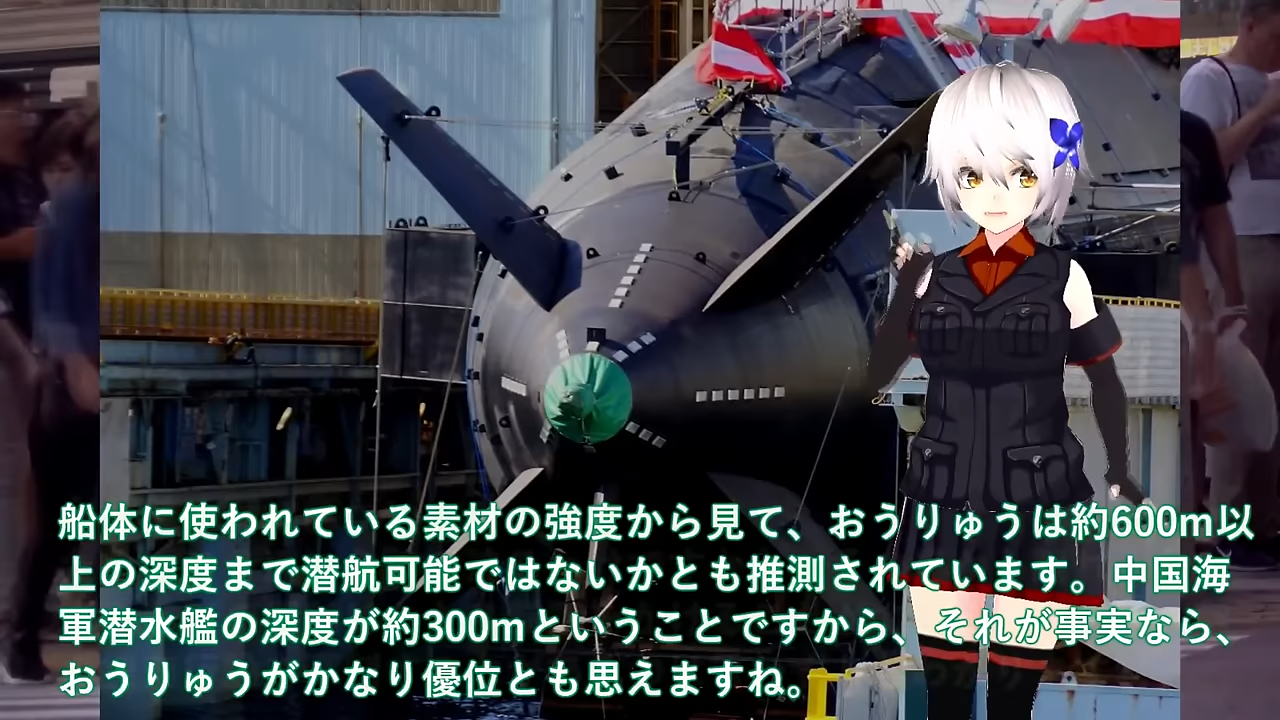 船体に使われている素材の強度から見て、おうりゅうは約600m以
上の深度まで潜航可能ではないかとも推測されています。中国海
軍潜水艦の深度が約300mということですから、それが事実なら、
おうりゅうがかなり優位とも思えますね。